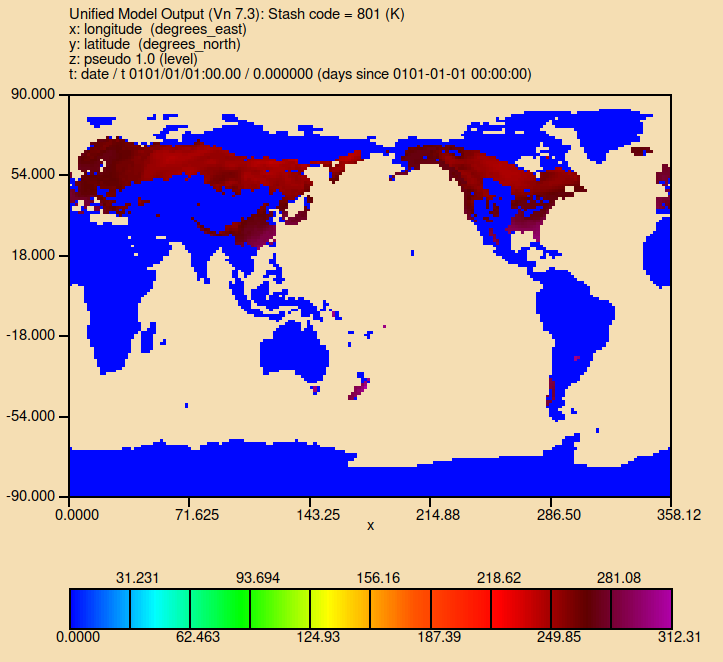 Unified Model Output (Vn 7.3): Stash code = 801 (K)
x: longitude (degrees_east)
y: latitude (degrees_north)
z: pseudo 1.0 (level)
t: date / t 0101/01/01:00.00 / 0.000000 (days since 0101-01-01 00:00:00)
90.000
54.000
18.000
-18.000
-54.000
-90.000
0.0000 71.625 143.25 214.88 286.50 358.12
x
31.231 93.694 156.16 218.62 281.08
0.0000 62.463 124.93 187.39 249.85 312.31